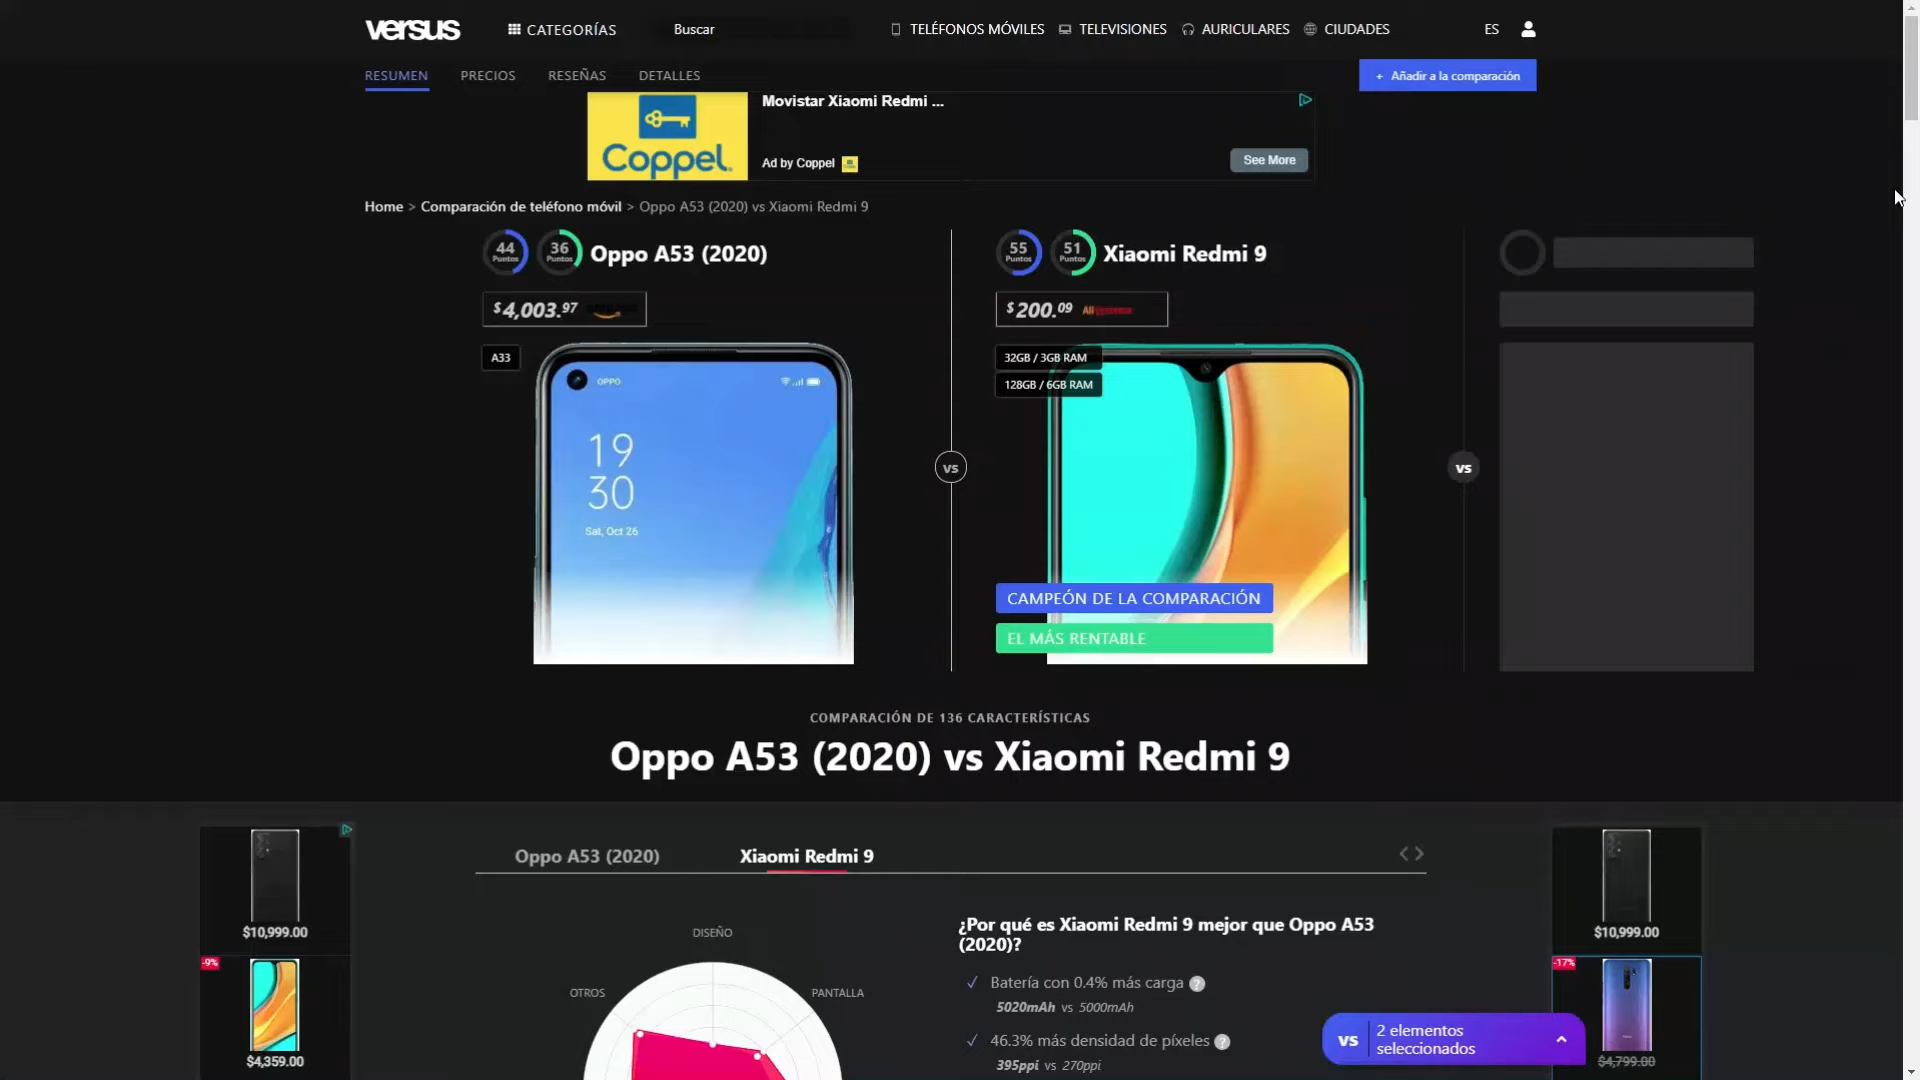 versus
CATEGORÍAS
Buscar
TELÉFONOS MÓVILES
TELEVISIONES
AURICULARES
CIUDADES
ES
RESUMEN
PRECIOS
RESEÑAS
DETALLES
+ Añadir a la comparación
Coppel.
Movistar Xiaomi Redmi ...
Ad by Coppel
See More
Home > Comparación de teléfono móvil > Oppo A53 (2020) vs Xiaomi Redmi 9
44 Puntos
36 Puntos
Oppo A53 (2020)
55 Puntos
51 Puntos
Xiaomi Redmi 9
$4,003.97
$200.09
A33
32GB / 3GB RAM
128GB / 6GB RAM
OPPO
19
30
Sat, Oct 26
vs
vs
CAMPEÓN DE LA COMPARACIÓN
EL MÁS RENTABLE
COMPARACIÓN DE 136 CARACTERÍSTICAS
Oppo A53 (2020) vs Xiaomi Redmi 9
Oppo A53 (2020)
Xiaomi Redmi 9
¿Por qué es Xiaomi Redmi 9 mejor que Oppo A53
(2020)?
Batería con 0.4% más carga ?
5020mAh vs 5000mAh
46.3% más densidad de píxeles ?
395ppi vs 270ppi
DISEÑO
OTROS
PANTALLA
$10,999.00
-9%
$4,359.00
$10,999.00
-17%
$4,799.00
vs
2 elementos
seleccionados